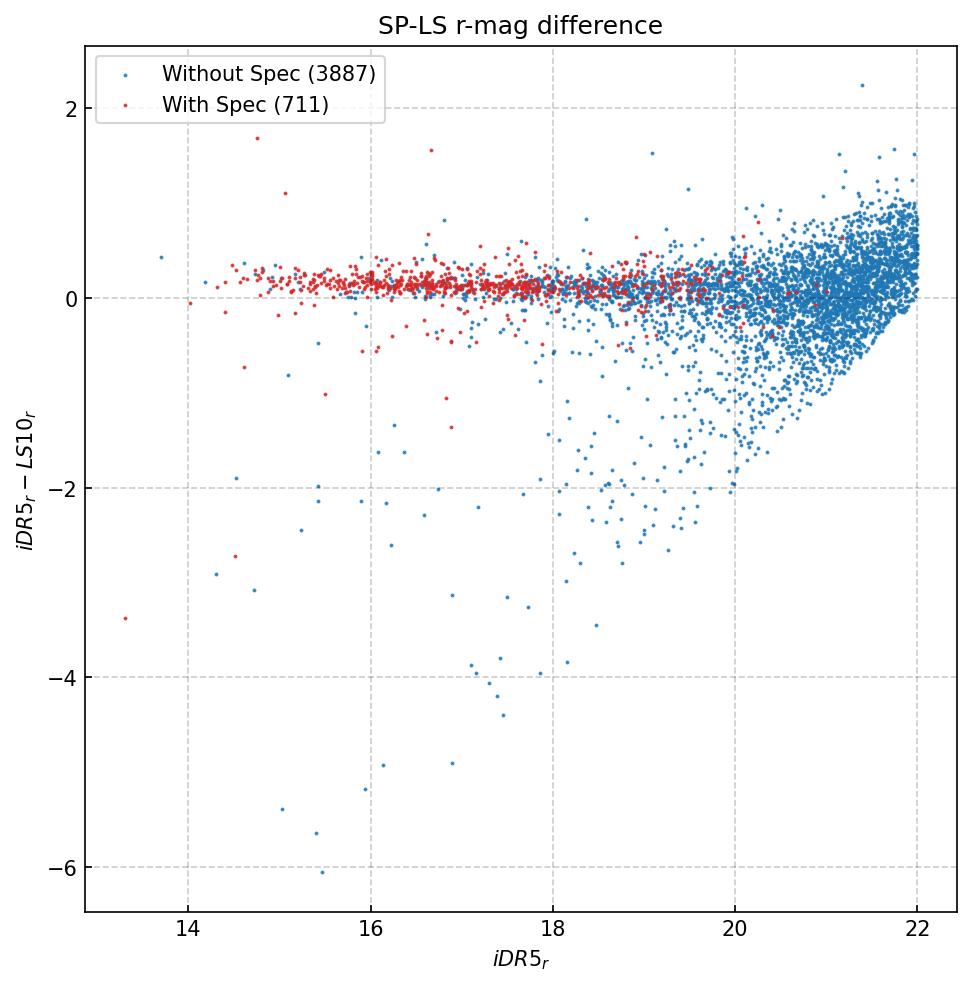 SP-LS r-mag difference
Without Spec (3887)
With Spec (711)
2
0
−2
−4
−6
iDR5r − LS10r
14 16 18 20 22
iDR5r